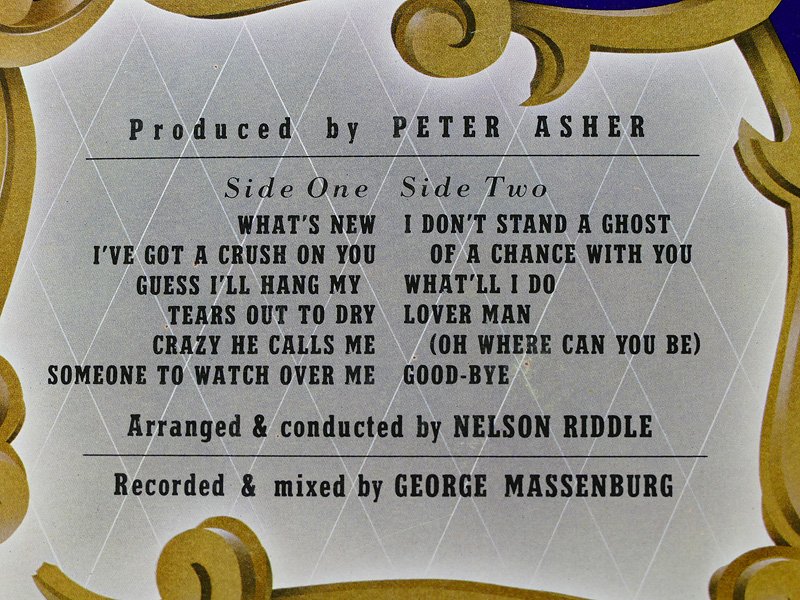 Produced by PETER ASHER
Side One
WHAT'S NEW
I'VE GOT A CRUSH ON YOU
GUESS I'LL HANG MY
TEARS OUT TO DRY
CRAZY HE CALLS ME
SOMEONE TO WATCH OVER ME
Side Two
I DON'T STAND A GHOST
OF A CHANCE WITH YOU
WHAT'LL I DO
LOVER MAN
(OH WHERE CAN YOU BE)
GOOD-BYE
Arranged & conducted by NELSON RIDDLE
Recorded & mixed by GEORGE MASSENBURG